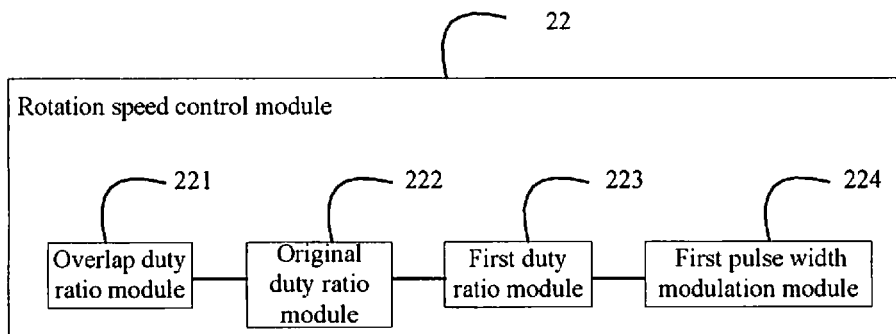 22
Rotation speed control module
221
222
223
224
Overlap duty
ratio module
Original
duty ratio
module
First duty
ratio module
First pulse width
modulation module